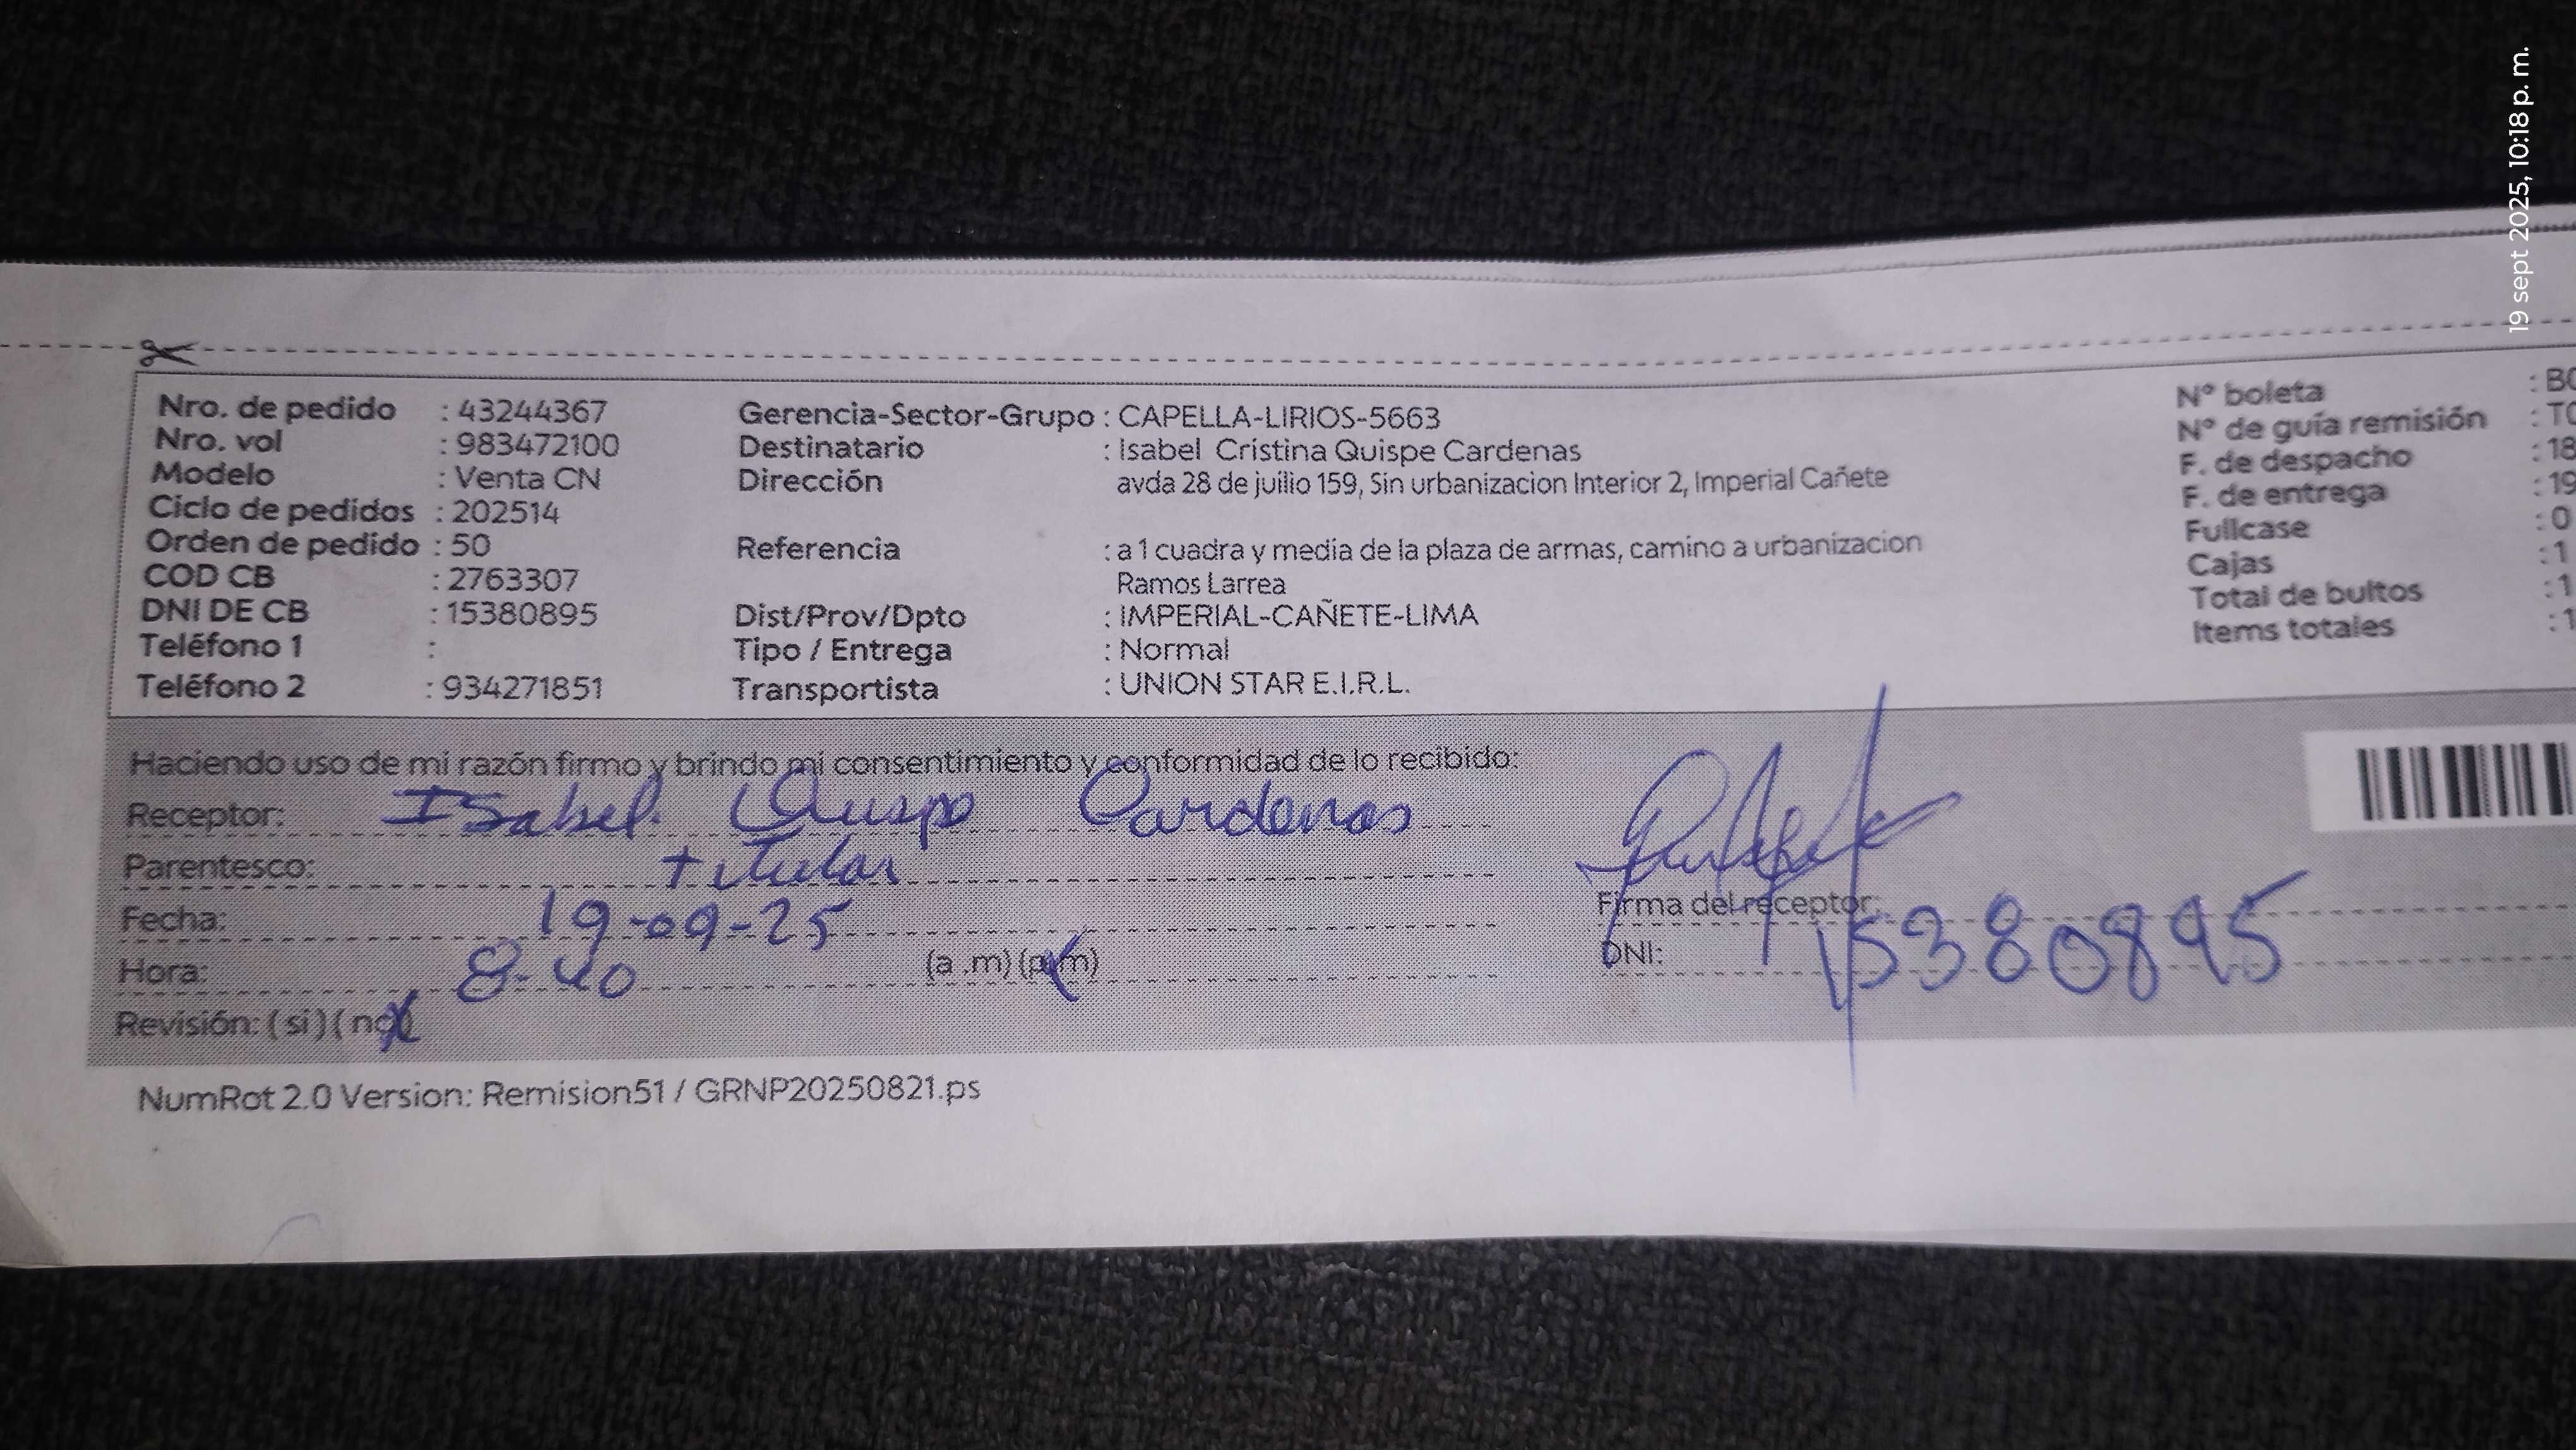 19 sept 2025, 10:18 p. m.
Nro. de pedido : 43244367
Nro. vol : 983472100
Modelo : Venta CN
Ciclo de pedidos : 202514
Orden de pedido : 50
COD CB : 2763307
DNI DE CB : 15380895
Teléfono 1 :
Teléfono 2 : 934271851
Gerencia-Sector-Grupo : CAPELLA-LIRIOS-5663
Destinatario : Isabel Cristina Quispe Cardenas
Dirección avda 28 de juilio 159, Sin urbanizacion Interior 2, Imperial Cañete
Referencia : a 1 cuadra y media de la plaza de armas, camino a urbanizacion
Ramos Larrea
Dist/Prov/Dpto : IMPERIAL-CAÑETE-LIMA
Tipo / Entrega : Normal
Transportista : UNION STAR E.I.R.L.
N° boleta
N° de guía remisión
F. de despacho : 18
F. de entrega : 19
Fullcase : 0
Cajas : 1
Total de bultos : 1
Items totales : 1
Haciendo uso de mi razón firmo y brindo mi consentimiento y conformidad de lo recibido:
Receptor: Isabel Quispe Cardenas
Parentesco: titular
Fecha: 19-09-25
Hora: 8-40 (a .m) (p.m)
Revisión: (si) (no)
Firma del receptor:
DNI: 15380895
NumRot 2.0 Version: Remision51 / GRNP20250821.ps